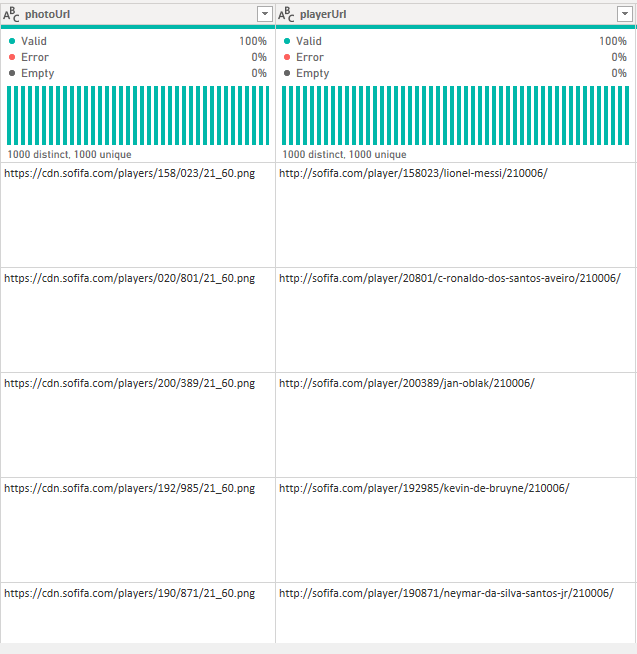 ABC photoUrl
ABC playerUrl
Valid 100%
Error 0%
Empty 0%
Valid 100%
Error 0%
Empty 0%
1000 distinct, 1000 unique
1000 distinct, 1000 unique
https://cdn.sofifa.com/players/158/023/21_60.png
http://sofifa.com/player/158023/lionel-messi/210006/
https://cdn.sofifa.com/players/020/801/21_60.png
http://sofifa.com/player/20801/c-ronaldo-dos-santos-aveiro/210006/
https://cdn.sofifa.com/players/200/389/21_60.png
http://sofifa.com/player/200389/jan-oblak/210006/
https://cdn.sofifa.com/players/192/985/21_60.png
http://sofifa.com/player/192985/kevin-de-bruyne/210006/
https://cdn.sofifa.com/players/190/871/21_60.png
http://sofifa.com/player/190871/neymar-da-silva-santos-jr/210006/